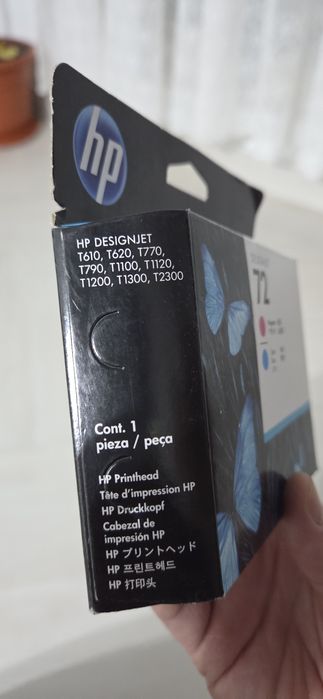 hp
HP DESIGNJET
T610, T620, T770,
T790, T1100, T1120,
T1200, T1300, T2300
Cont. 1
pieza / peça
HP Printhead
Tête d'impression HP
HP Druckkopf
Cabezal de
impresión HP
HP プリントヘッド
HP 프린트헤드
HP 打印头
DESIGNJET
72